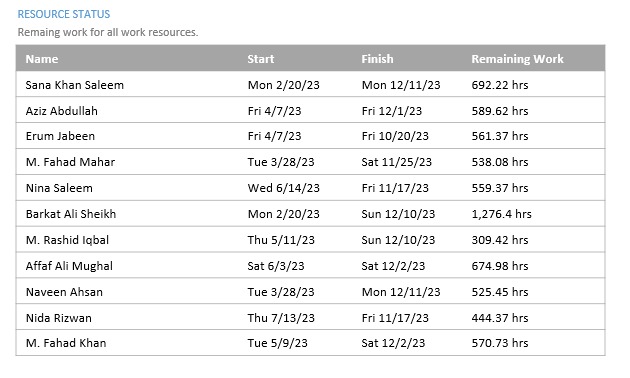 RESOURCE STATUS
Remaing work for all work resources.
Name Start Finish Remaining Work
Sana Khan Saleem Mon 2/20/23 Mon 12/11/23 692.22 hrs
Aziz Abdullah Fri 4/7/23 Fri 12/1/23 589.62 hrs
Erum Jabeen Fri 4/7/23 Fri 10/20/23 561.37 hrs
M. Fahad Mahar Tue 3/28/23 Sat 11/25/23 538.08 hrs
Nina Saleem Wed 6/14/23 Fri 11/17/23 559.37 hrs
Barkat Ali Sheikh Mon 2/20/23 Sun 12/10/23 1,276.4 hrs
M. Rashid Iqbal Thu 5/11/23 Sun 12/10/23 309.42 hrs
Affaf Ali Mughal Sat 6/3/23 Sat 12/2/23 674.98 hrs
Naveen Ahsan Tue 3/28/23 Mon 12/11/23 525.45 hrs
Nida Rizwan Thu 7/13/23 Fri 11/17/23 444.37 hrs
M. Fahad Khan Tue 5/9/23 Sat 12/2/23 570.73 hrs